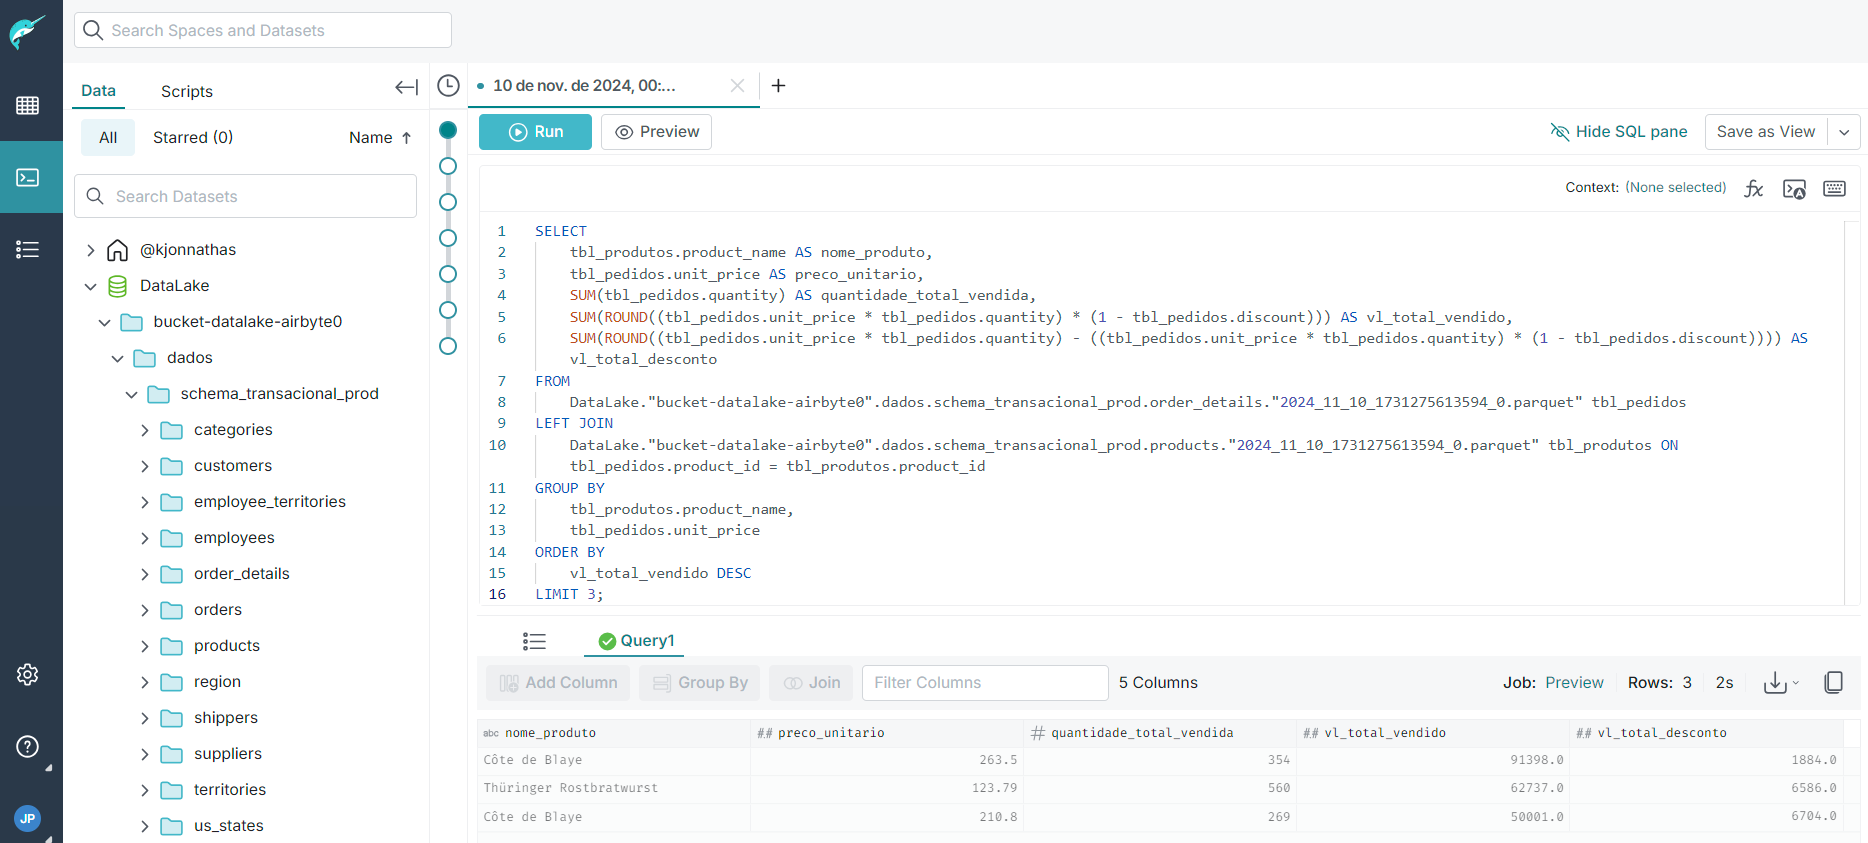 Search Spaces and Datasets
Data
Scripts
All
Starred (0)
Name
Search Datasets
@kjonnathas
DataLake
bucket-datalake-airbyte0
dados
schema_transacional_prod
categories
customers
employee_territories
employees
order_details
orders
products
region
shippers
suppliers
territories
us_states
JP
10 de nov. de 2024, 00:...
Run
Preview
Hide SQL pane
Save as View
Context: (None selected)
fx
1 SELECT
2 tbl_produtos.product_name AS nome_produto,
3 tbl_pedidos.unit_price AS preco_unitario,
4 SUM(tbl_pedidos.quantity) AS quantidade_total_vendida,
5 SUM(ROUND((tbl_pedidos.unit_price * tbl_pedidos.quantity) * (1 - tbl_pedidos.discount))) AS vl_total_vendido,
6 SUM(ROUND((tbl_pedidos.unit_price * tbl_pedidos.quantity) - ((tbl_pedidos.unit_price * tbl_pedidos.quantity) * (1 - tbl_pedidos.discount)))) AS
vl_total_desconto
7 FROM
8 DataLake."bucket-datalake-airbyte0".dados.schema_transacional_prod.order_details."2024_11_10_1731275613594_0.parquet" tbl_pedidos
9 LEFT JOIN
10 DataLake."bucket-datalake-airbyte0".dados.schema_transacional_prod.products."2024_11_10_1731275613594_0.parquet" tbl_produtos ON
tbl_pedidos.product_id = tbl_produtos.product_id
11 GROUP BY
12 tbl_produtos.product_name,
13 tbl_pedidos.unit_price
14 ORDER BY
15 vl_total_vendido DESC
16 LIMIT 3;
Query1
Add Column
Group By
Join
Filter Columns
5 Columns
Job: Preview
Rows: 3
2s
abc nome_produto ## preco_unitario # quantidade_total_vendida ## vl_total_vendido ## vl_total_desconto
Côte de Blaye 263.5 354 91398.0 1884.0
Thüringer Rostbratwurst 123.79 560 62737.0 6586.0
Côte de Blaye 210.8 269 50001.0 6704.0